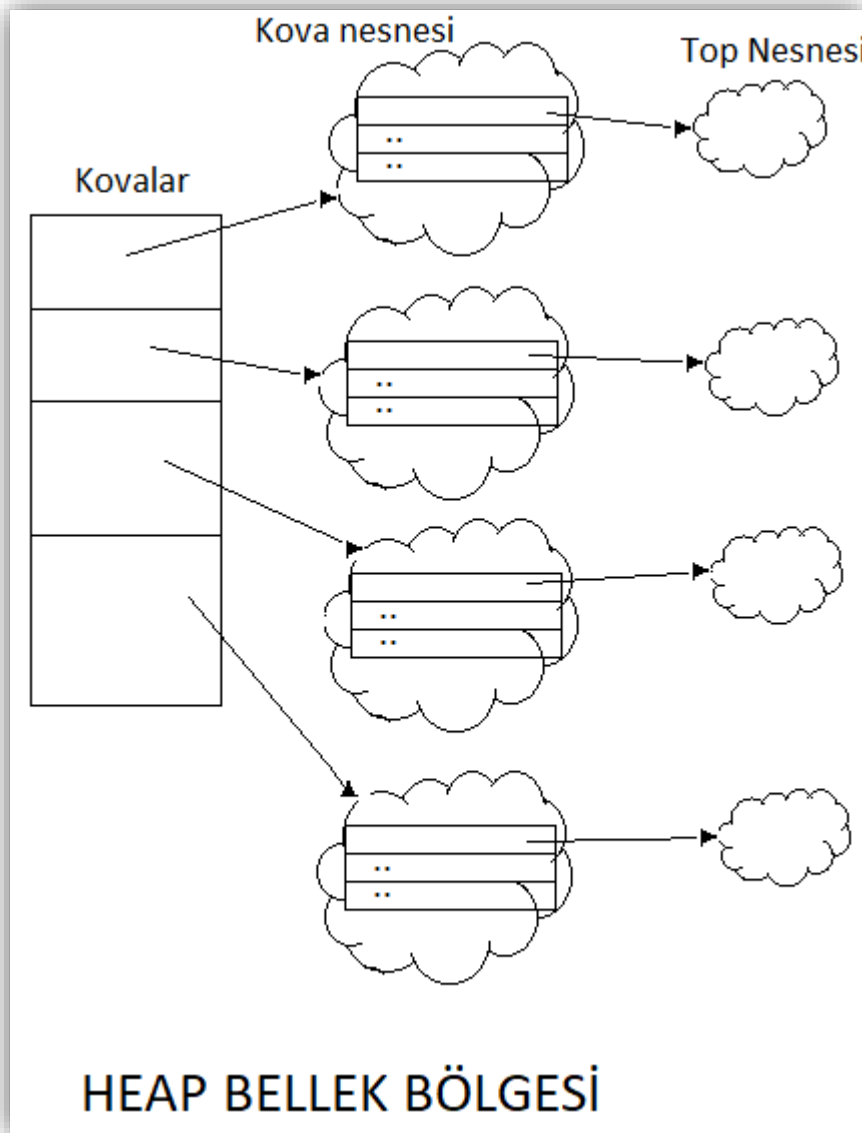 Kova nesnesi
Top Nesnesi
Kovalar
..
..
..
..
..
..
..
..
HEAP BELLEK BÖLGESİ